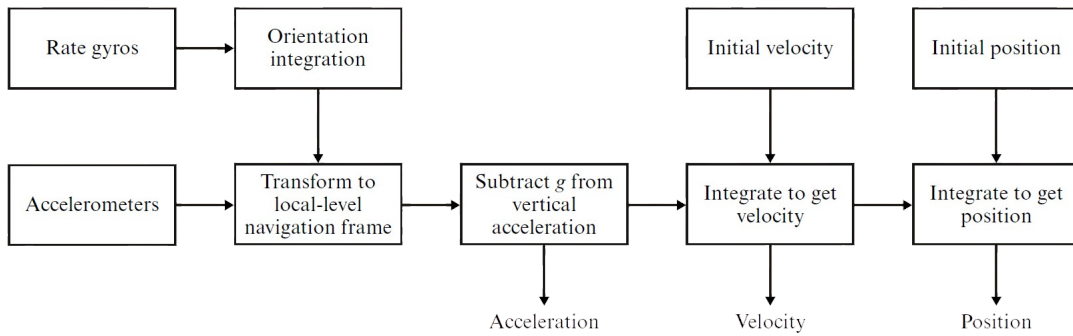 Rate gyros
Orientation
integration
Initial velocity
Initial position
Accelerometers
Transform to
local-level
navigation frame
Subtract g from
vertical
acceleration
Integrate to get
velocity
Integrate to get
position
Acceleration
Velocity
Position